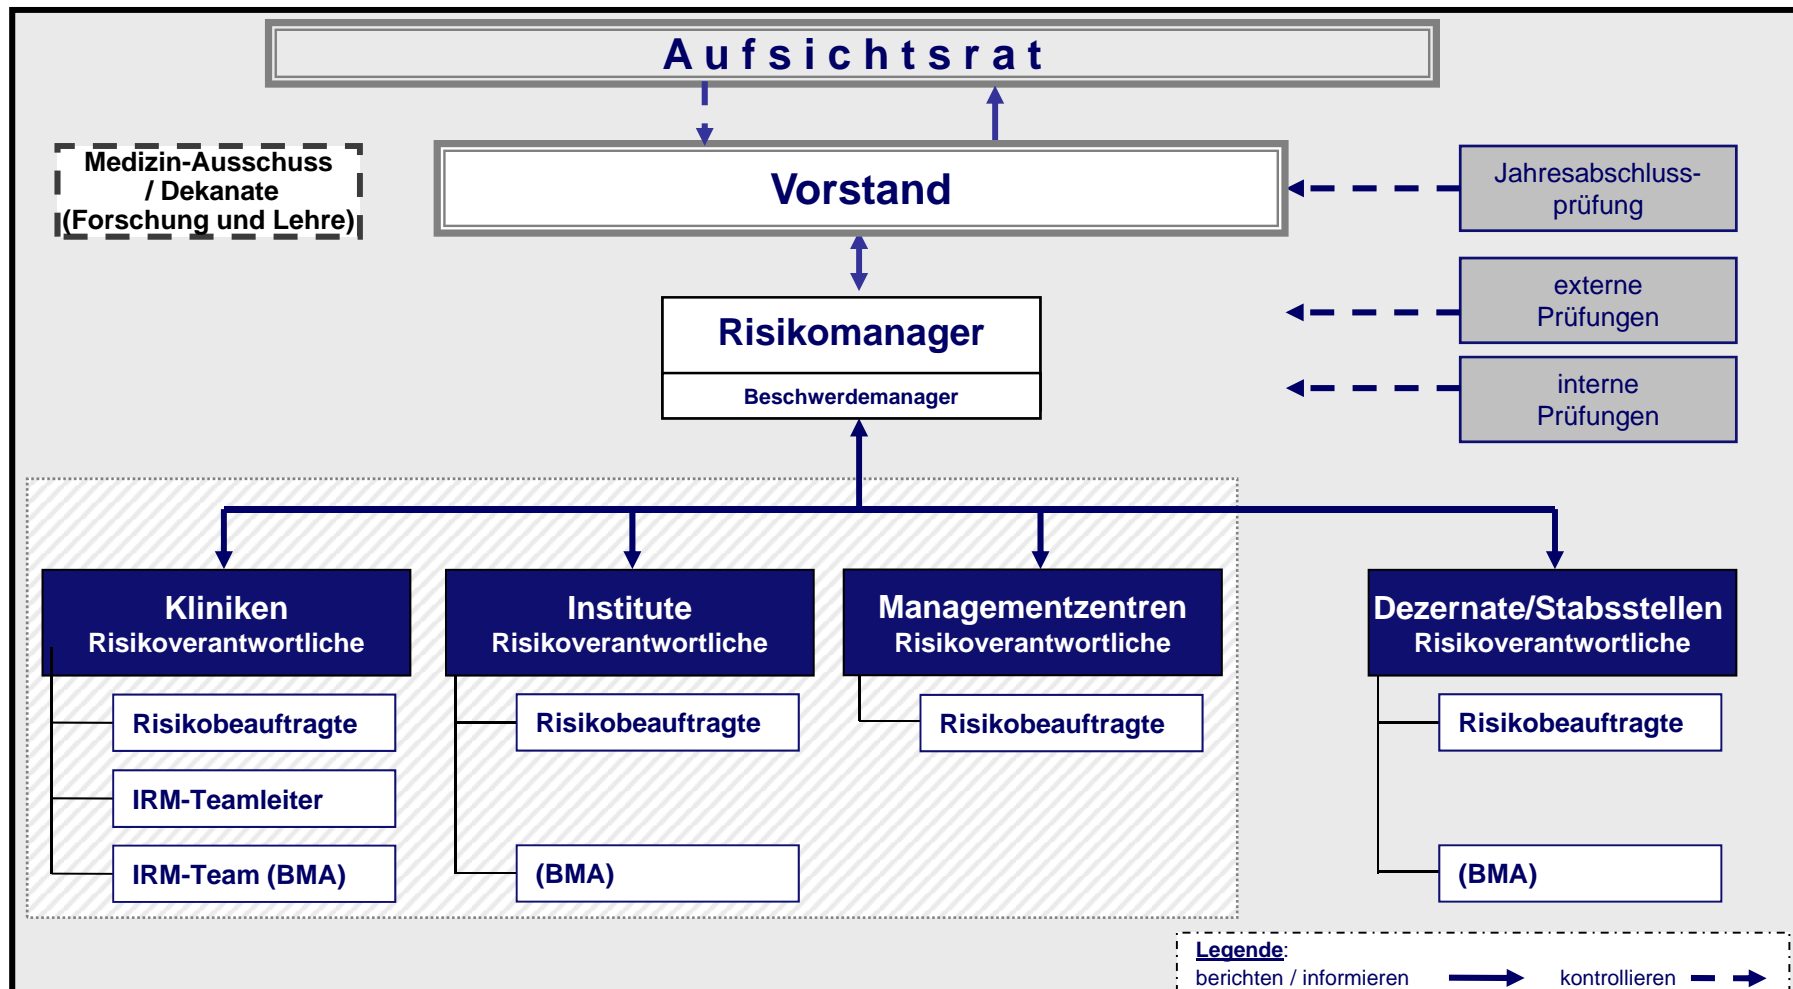 Aufsichtsrat
Medizin-Ausschuss
/ Dekanate
(Forschung und Lehre)
Vorstand
Jahresabschluss-
prüfung
externe
Prüfungen
Risikomanager
Beschwerdemanager
interne
Prüfungen
Kliniken
Risikoverantwortliche
Institute
Risikoverantwortliche
Managementzentren
Risikoverantwortliche
Dezernate/Stabsstellen
Risikoverantwortliche
Risikobeauftragte
Risikobeauftragte
Risikobeauftragte
Risikobeauftragte
IRM-Teamleiter
IRM-Team (BMA)
(BMA)
(BMA)
Legende:
berichten / informieren
kontrollieren